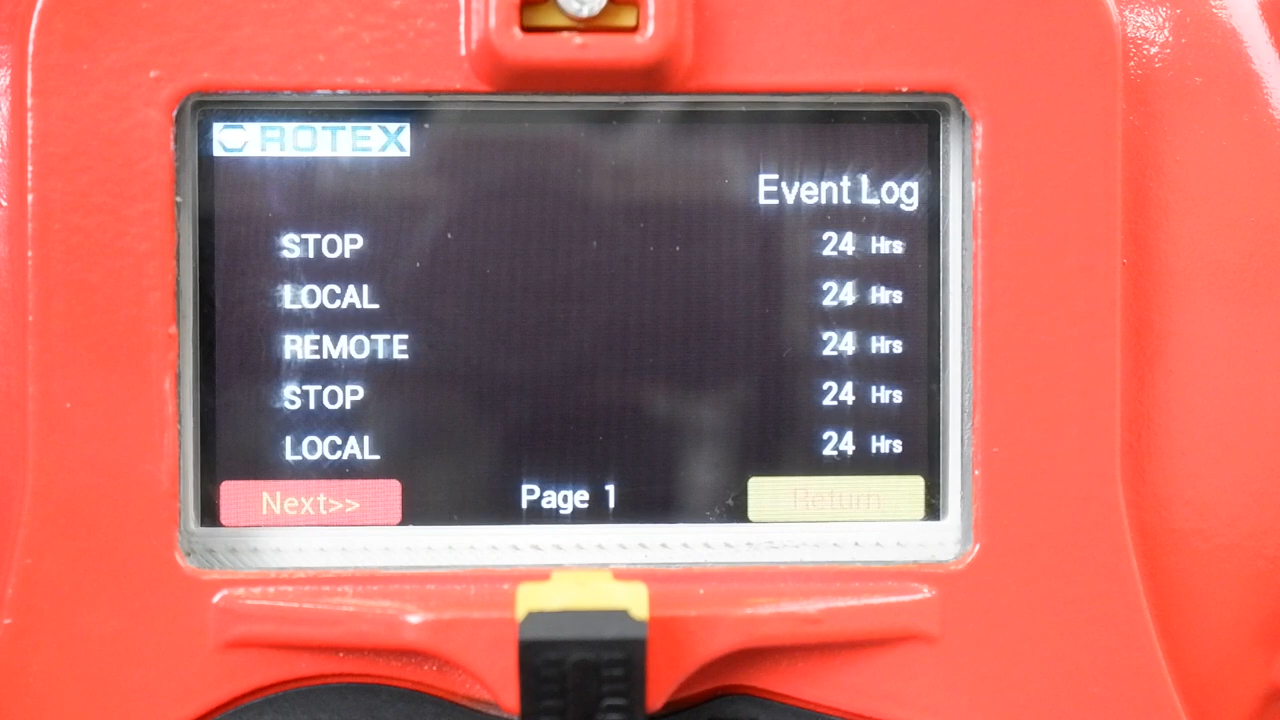 ROTEX
Event Log
STOP 24 Hrs
LOCAL 24 Hrs
REMOTE 24 Hrs
STOP 24 Hrs
LOCAL 24 Hrs
Next>> Page 1 Return